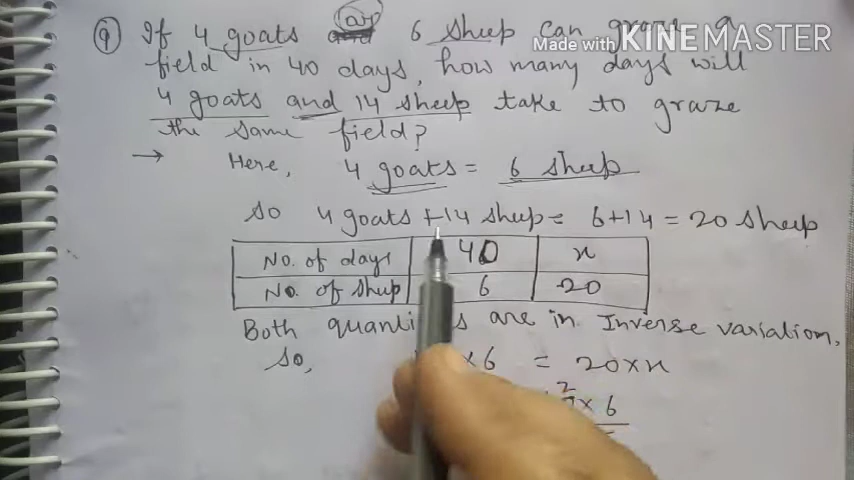 9 If 4 goats or 6 sheep can graze a
Made with KINEMASTER
field in 40 days, how many days will
4 goats and 14 sheep take to graze
the same field?
→ Here, 4 goats = 6 sheep
So 4 goats + 14 sheep = 6+14 = 20 sheep
No. of days 40 x
No. of sheep 6 20
Both are in Inverse variation,
So, × 6 = 20 × x
2 × 6